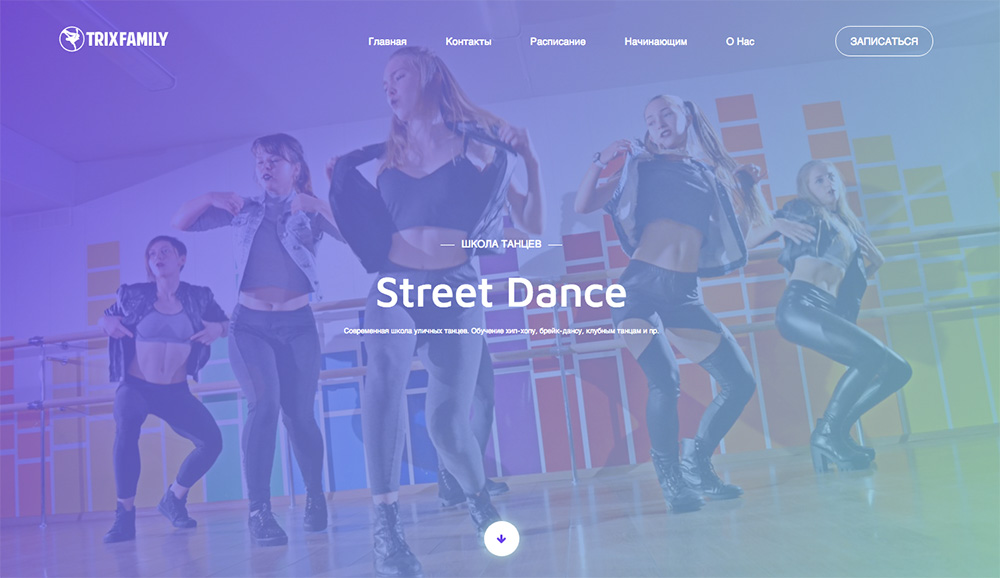 TRIXFAMILY
Главная Контакты Расписание Начинающим О Нас ЗАПИСАТЬСЯ
ШКОЛА ТАНЦЕВ
Street Dance
Современная школа уличных танцев. Обучение хип-хопу, брейк-дансу, клубным танцам и пр.